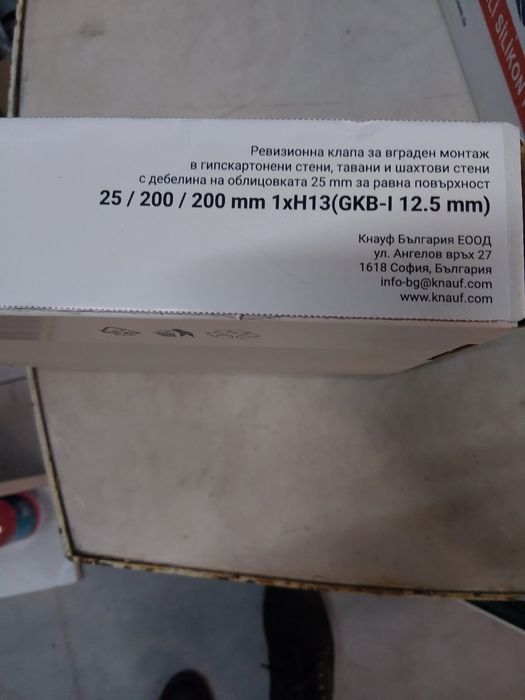 LI SILIKON
Ревизионна клапа за вграден монтаж
в гипскартонени стени, тавани и шахтови стени
с дебелина на облицовката 25 mm за равна повърхност
25 / 200 / 200 mm 1xH13(GKB-I 12.5 mm)
Кнауф България ЕООД
ул. Ангелов връх 27
1618 София, България
info-bg@knauf.com
www.knauf.com